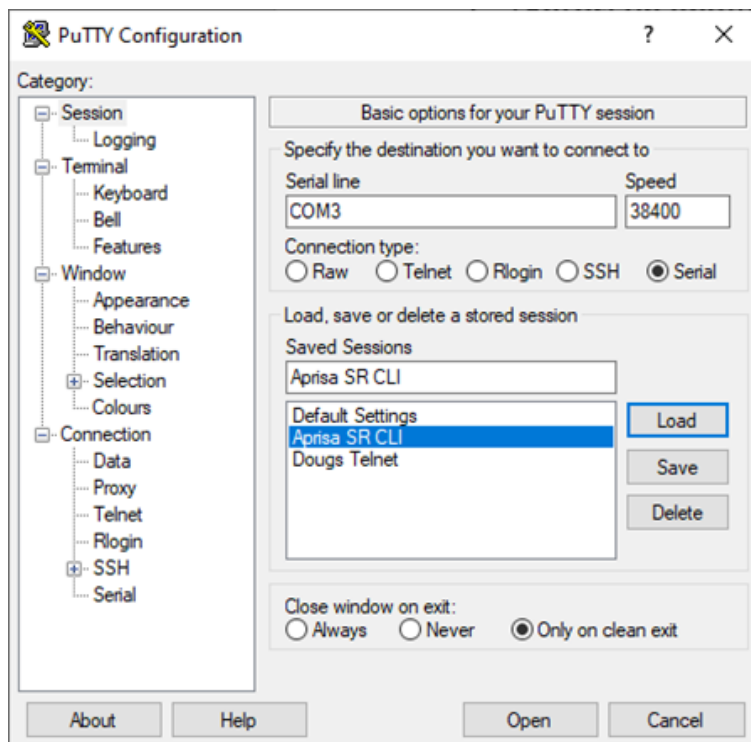 PuTTY Configuration
? 
Category:
Session
Logging
Terminal
Keyboard
Bell
Features
Window
Appearance
Behaviour
Translation
Selection
Colours
Connection
Data
Proxy
Telnet
Rlogin
SSH
Serial
Basic options for your PuTTY session
Specify the destination you want to connect to
Serial line Speed
COM3 38400
Connection type:
Raw Telnet Rlogin SSH Serial
Load, save or delete a stored session
Saved Sessions
Aprisa SR CLI
Default Settings
Aprisa SR CLI
Dougs Telnet
Load
Save
Delete
Close window on exit:
Always Never Only on clean exit
About Help Open Cancel